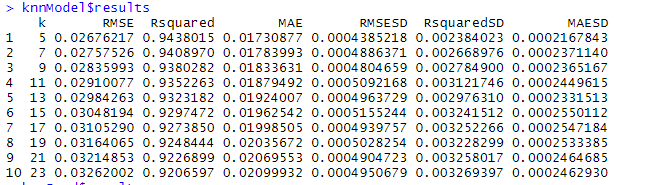 > knnModel$results
k RMSE Rsquared MAE RMSESD RsquaredSD MAESD
1 5 0.02676217 0.9438015 0.01730877 0.0004385218 0.002384023 0.0002167843
2 7 0.02757526 0.9408970 0.01783993 0.0004886371 0.002668976 0.0002371140
3 9 0.02835993 0.9380282 0.01833631 0.0004804659 0.002784900 0.0002365167
4 11 0.02910077 0.9352263 0.01879492 0.0005092168 0.003121746 0.0002449615
5 13 0.02984263 0.9323182 0.01924007 0.0004963729 0.002976310 0.0002331513
6 15 0.03048194 0.9297472 0.01962542 0.0005155244 0.003241512 0.0002550112
7 17 0.03105290 0.9273850 0.01998505 0.0004939757 0.003252266 0.0002547184
8 19 0.03164065 0.9248444 0.02035672 0.0005028254 0.003228399 0.0002533385
9 21 0.03214853 0.9226899 0.02069553 0.0004904723 0.003258017 0.0002464685
10 23 0.03262002 0.9206597 0.02099932 0.0004950679 0.003269297 0.0002462930